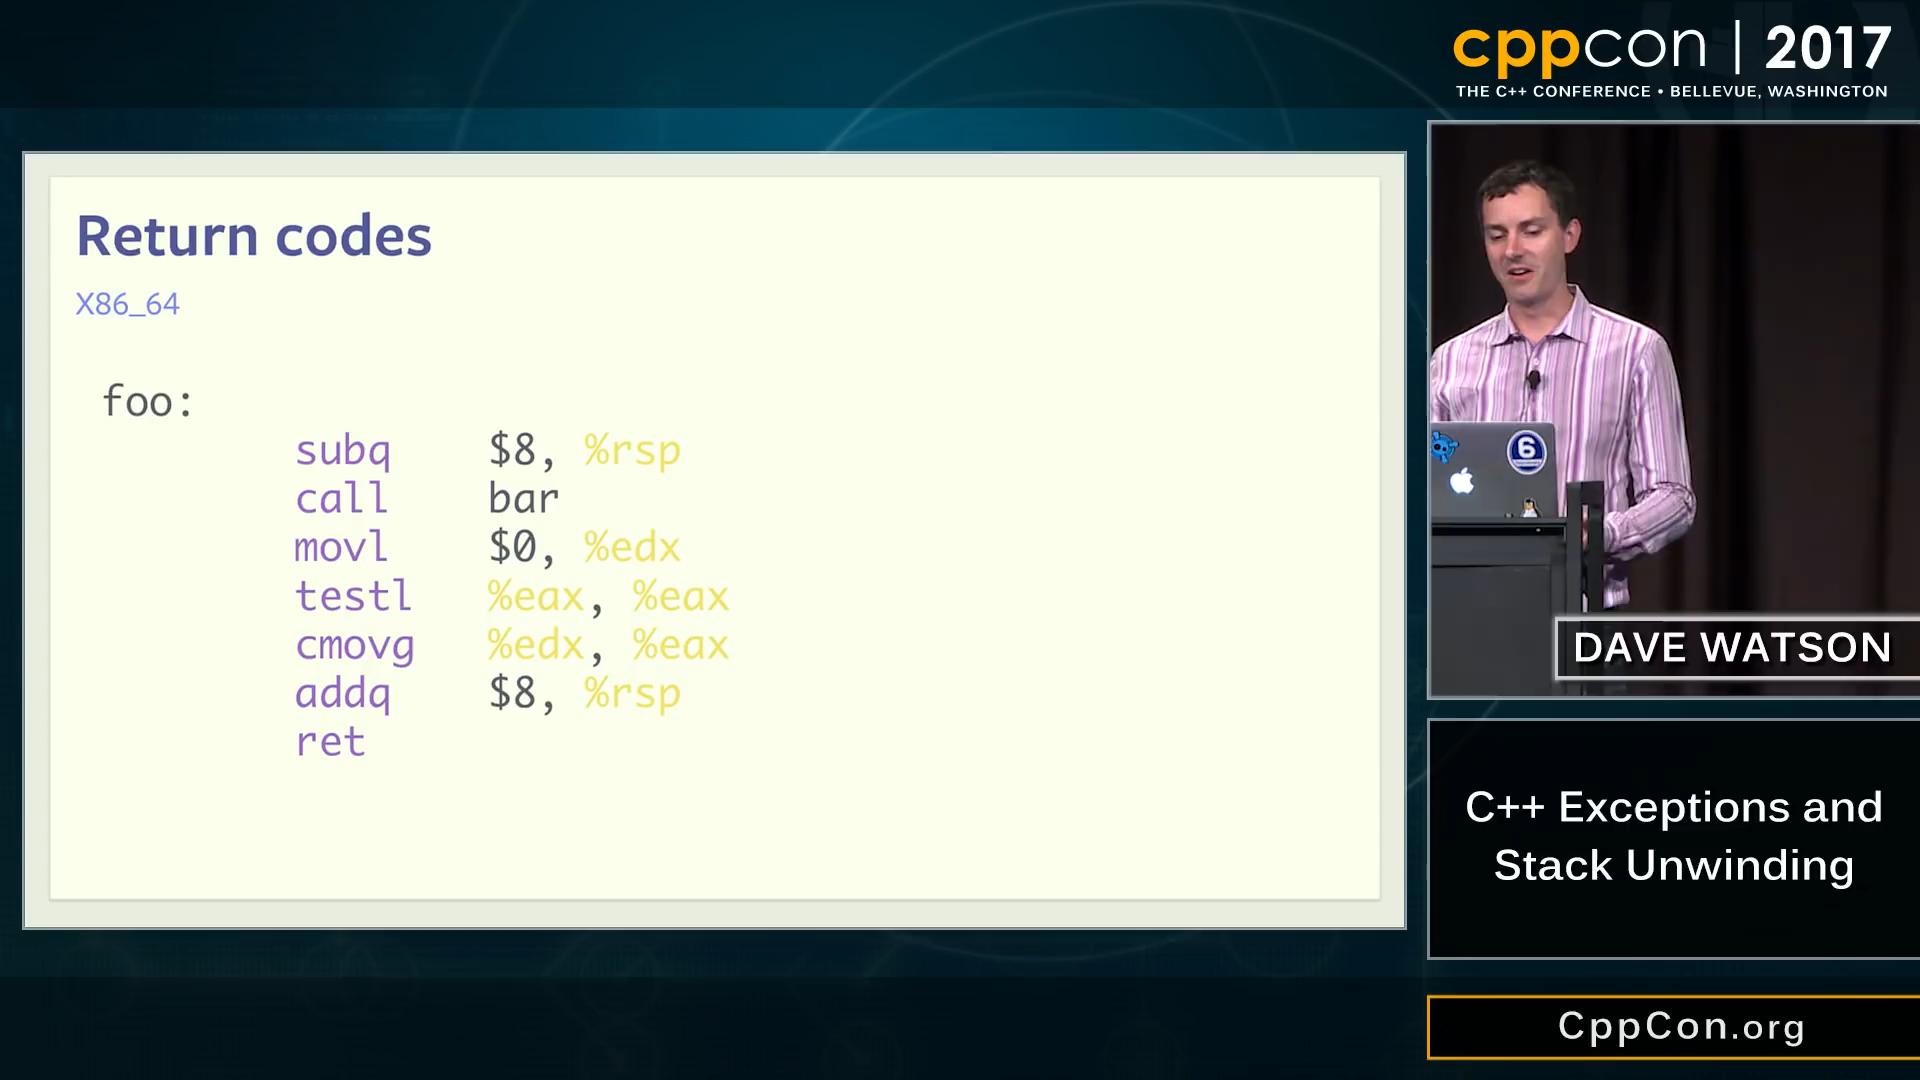 cppcon | 2017
THE C++ CONFERENCE • BELLEVUE, WASHINGTON
Return codes
X86_64
foo:
subq $8, %rsp
call bar
movl $0, %edx
testl %eax, %eax
cmovg %edx, %eax
addq $8, %rsp
ret
6
DAVE WATSON
C++ Exceptions and
Stack Unwinding
CppCon.org